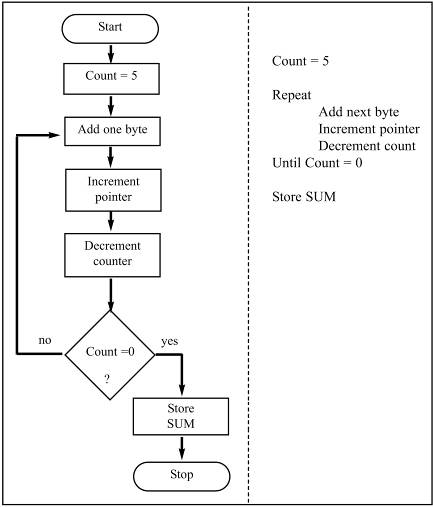 Start
Count = 5
Add one byte
Increment
pointer
Decrement
counter
no
Count =0
?
yes
Store
SUM
Stop
Count = 5
Repeat
Add next byte
Increment pointer
Decrement count
Until Count = 0
Store SUM